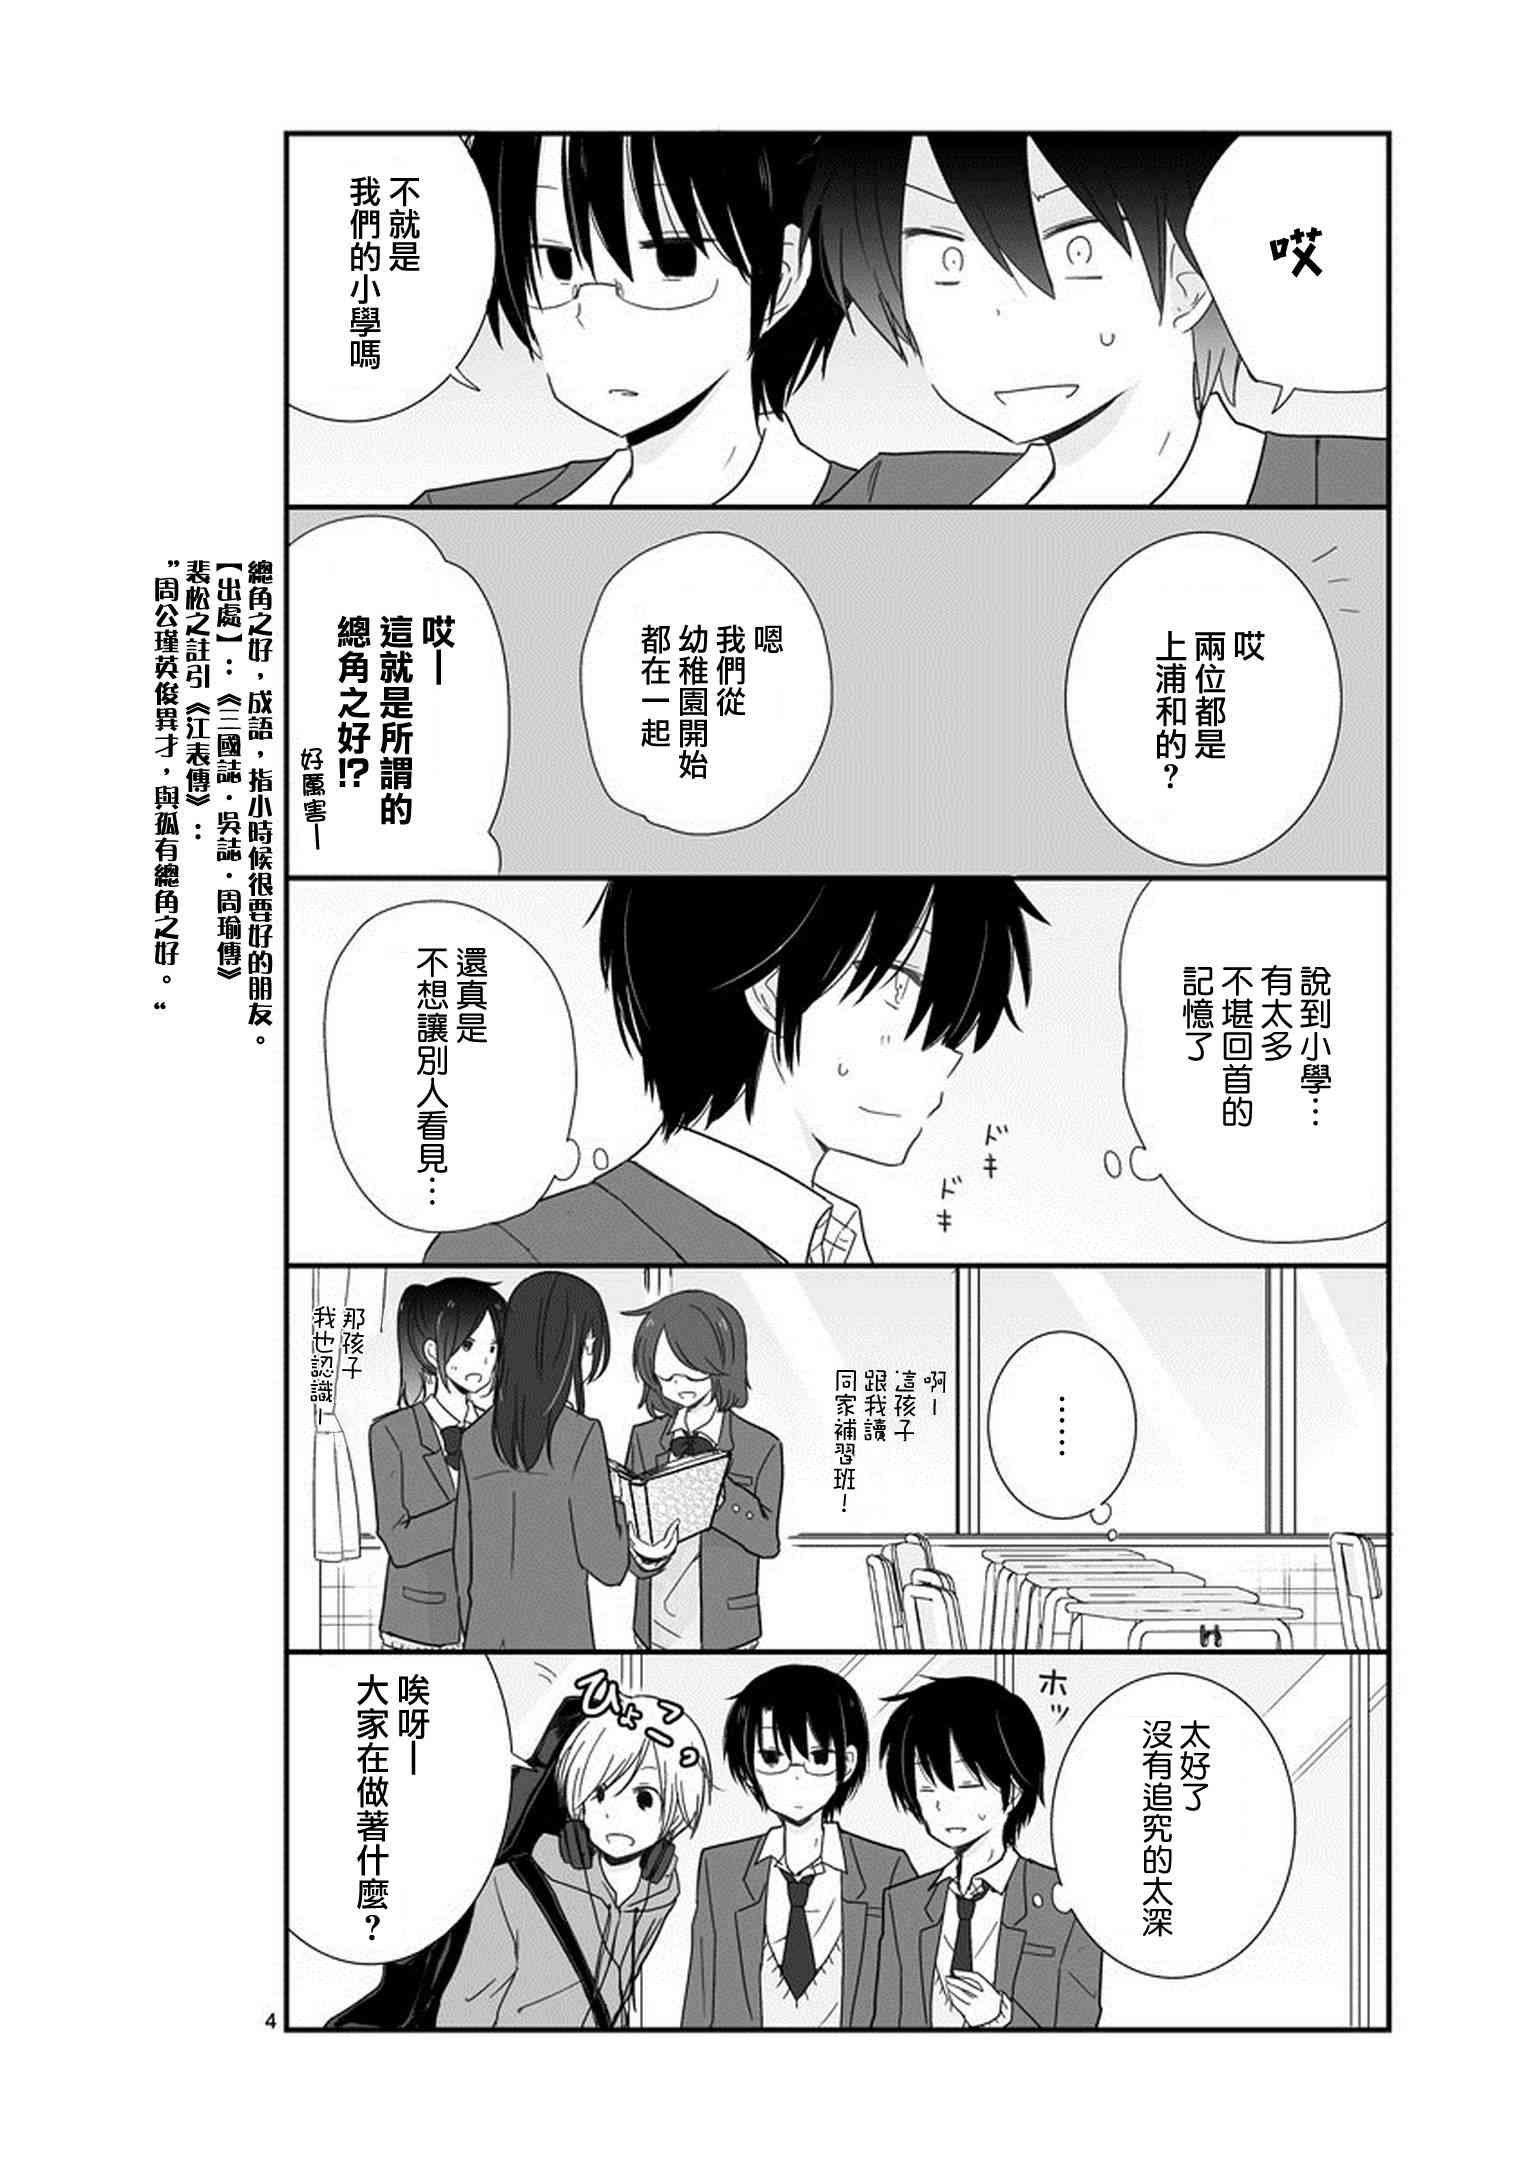 哎
不就是
我們的小學嗎
哎
兩位都是
上浦和的?
嗯
我們從
幼稚園開始
都在一起
哎—
這就是所謂的
總角之好!?
好厲害—
總角之好,成語,指小時候很要好的朋友。
【出處】:《三國誌·吳誌·周瑜傳》
裴松之註引《江表傳》:
”周公瑾英俊異才,與孤有總角之好。“
說到小學…
有太多
不堪回首的
記憶了
ドキ
ドキ
還真是
不想讓別人看見…
……
啊—
這孩子
跟我讀
同家補習班!
那孩子
我也認識—
太好了
沒有追究的太深
ホッ
ひょこっ
唉呀—
大家在做著什麼?
4